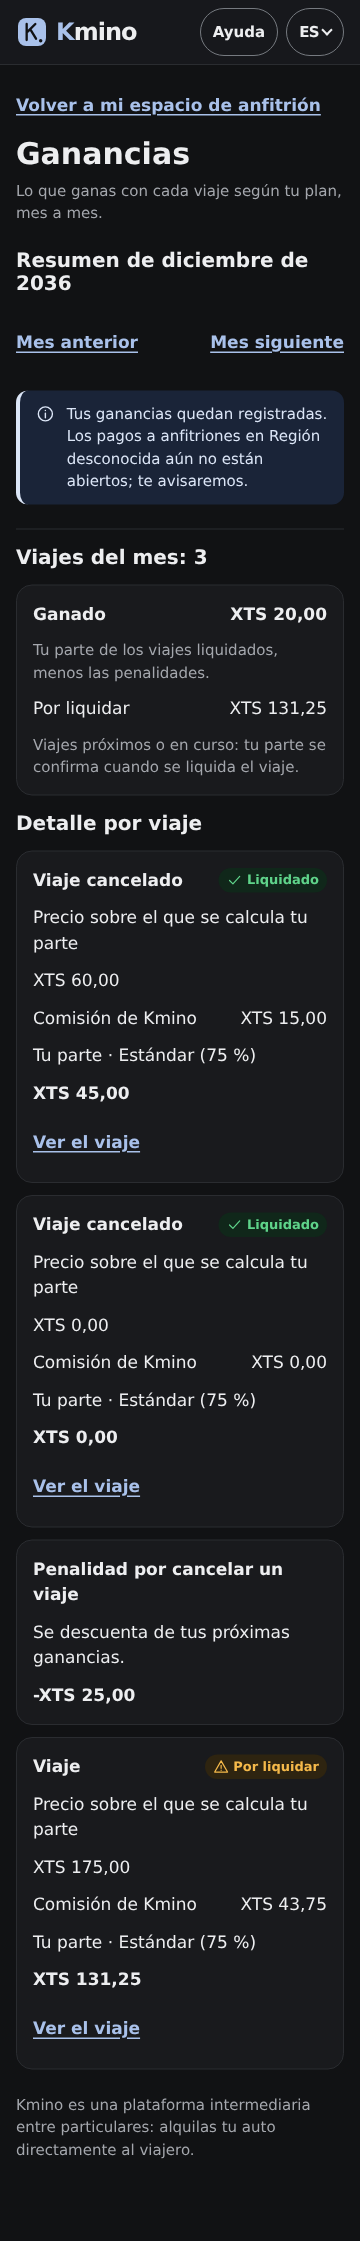 K. Kmino
Ayuda
ES
Volver a mi espacio de anfitrión
Ganancias
Lo que ganas con cada viaje según tu plan,
mes a mes.
Resumen de diciembre de
2036
Mes anterior
Mes siguiente
Tus ganancias quedan registradas.
Los pagos a anfitriones en Región
desconocida aún no están
abiertos; te avisaremos.
Viajes del mes: 3
Ganado XTS 20,00
Tu parte de los viajes liquidados,
menos las penalidades.
Por liquidar XTS 131,25
Viajes próximos o en curso: tu parte se
confirma cuando se liquida el viaje.
Detalle por viaje
Viaje cancelado Liquidado
Precio sobre el que se calcula tu
parte
XTS 60,00
Comisión de Kmino XTS 15,00
Tu parte · Estándar (75 %)
XTS 45,00
Ver el viaje
Viaje cancelado Liquidado
Precio sobre el que se calcula tu
parte
XTS 0,00
Comisión de Kmino XTS 0,00
Tu parte · Estándar (75 %)
XTS 0,00
Ver el viaje
Penalidad por cancelar un
viaje
Se descuenta de tus próximas
ganancias.
-XTS 25,00
Viaje Por liquidar
Precio sobre el que se calcula tu
parte
XTS 175,00
Comisión de Kmino XTS 43,75
Tu parte · Estándar (75 %)
XTS 131,25
Ver el viaje
Kmino es una plataforma intermediaria
entre particulares: alquilas tu auto
directamente al viajero.